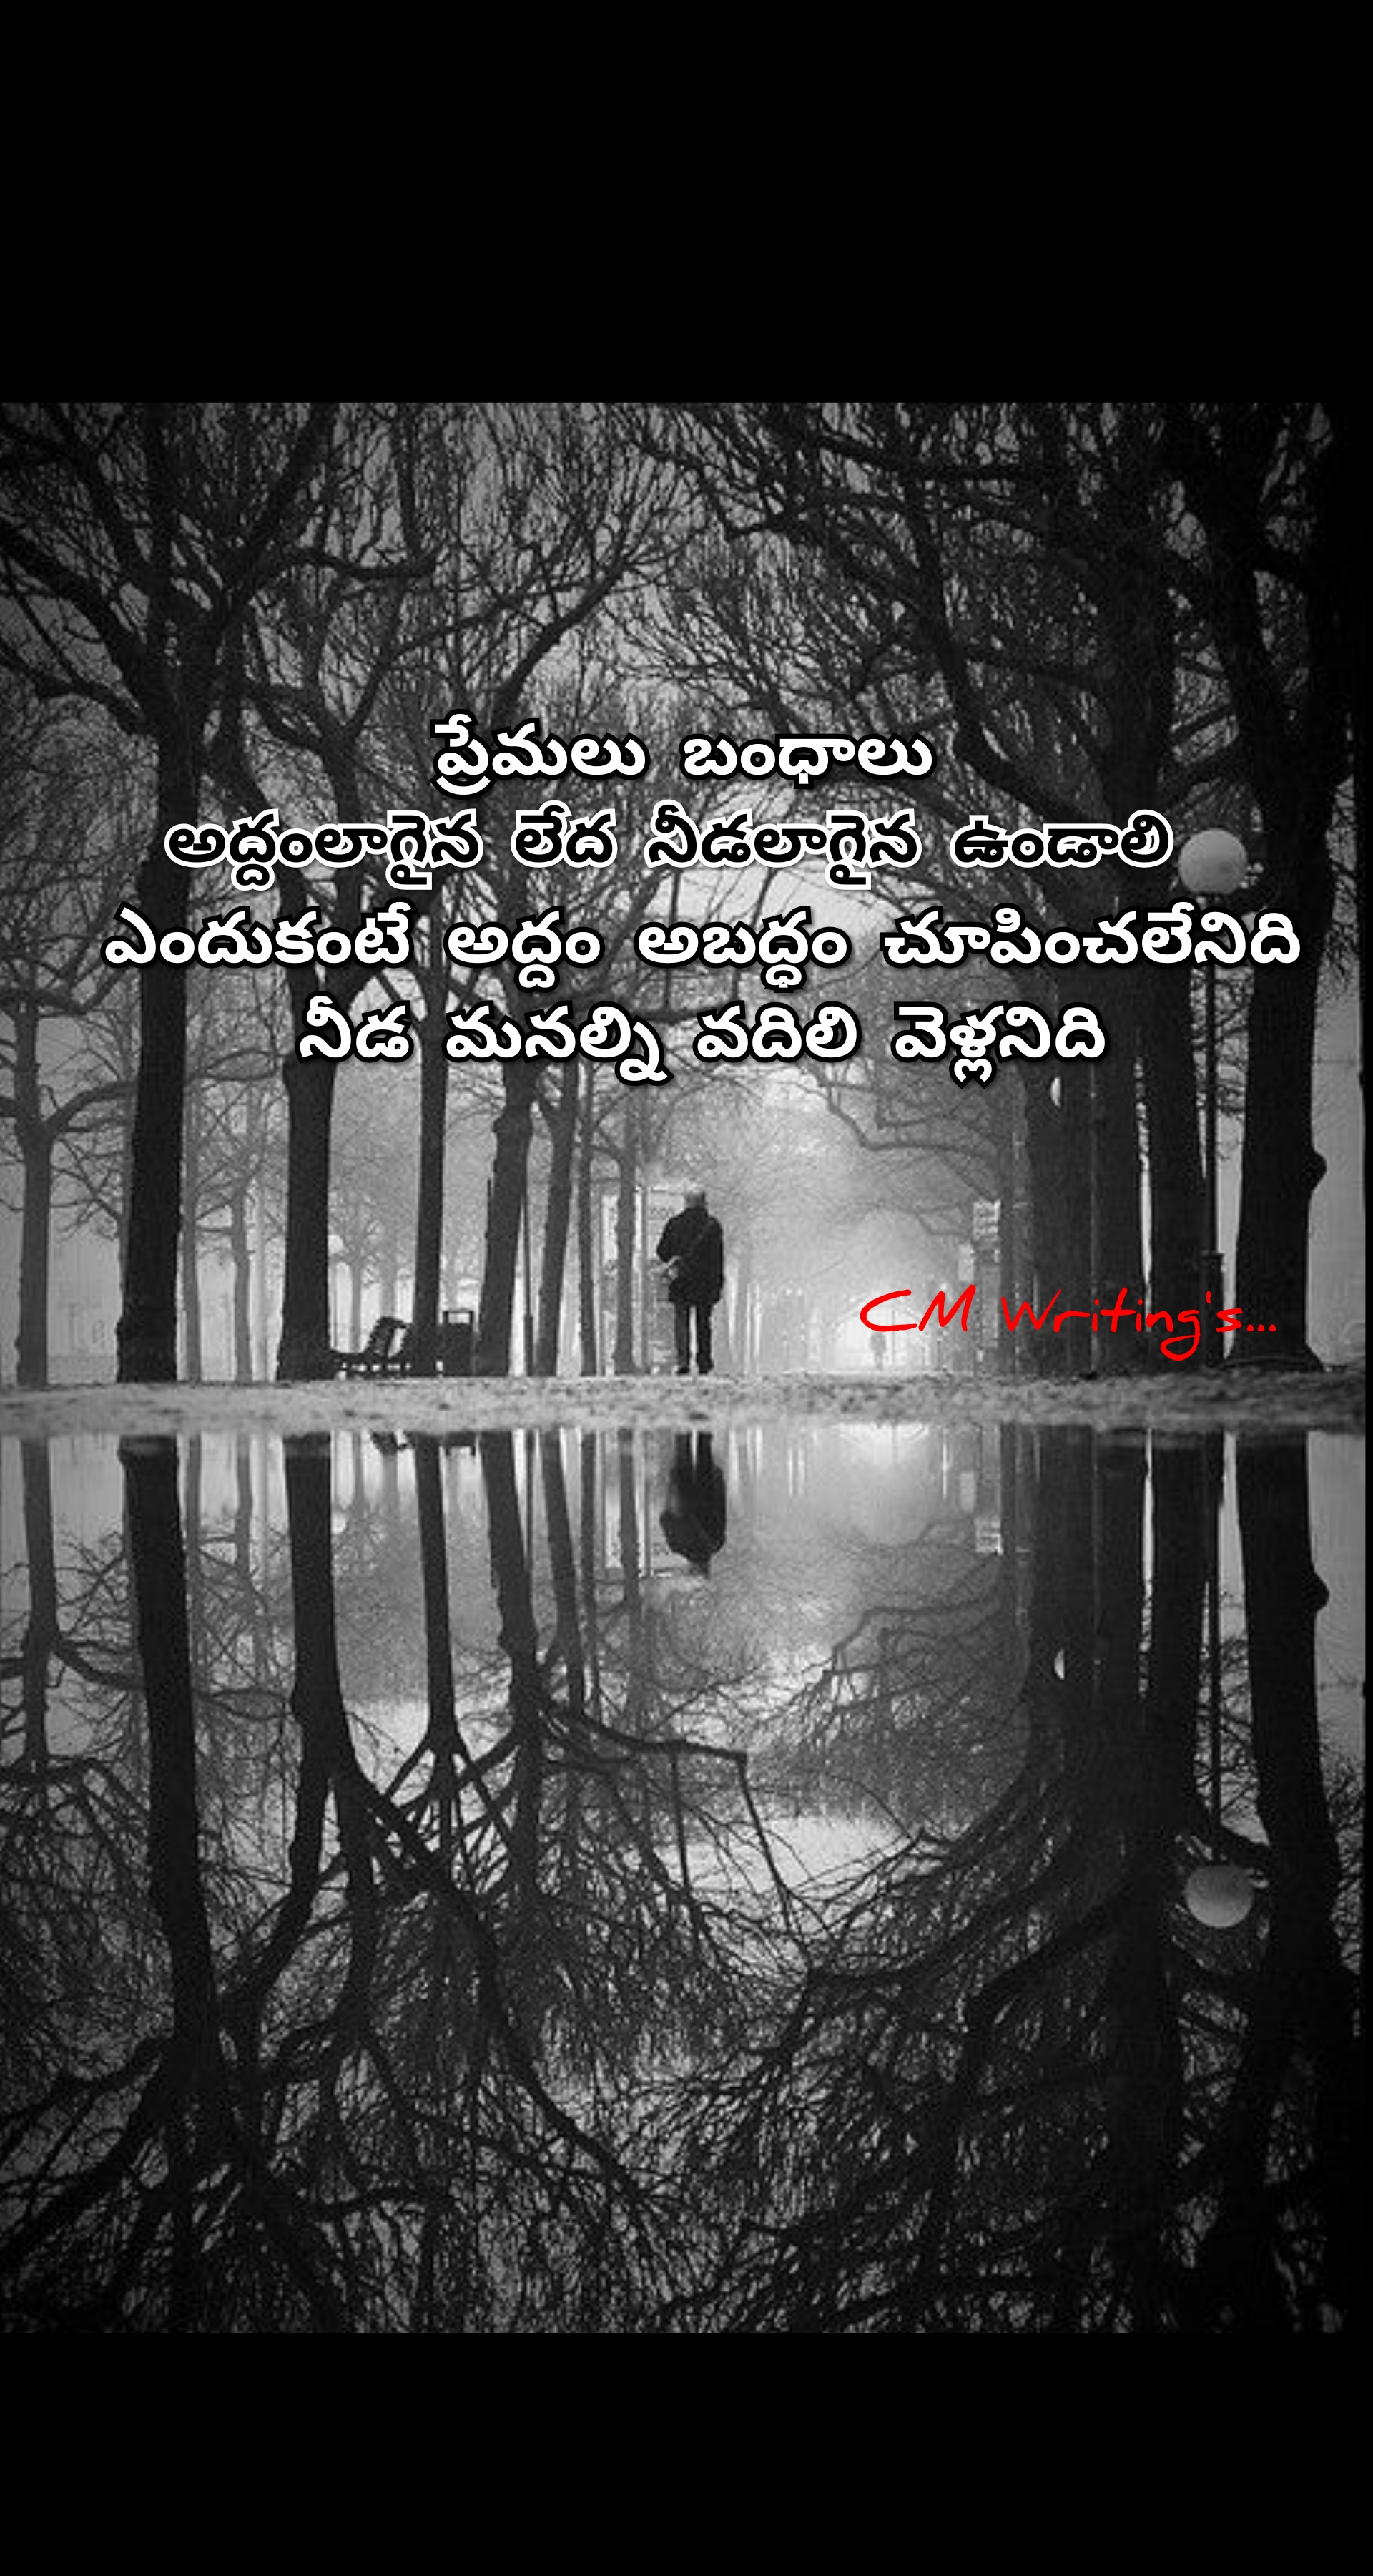 ప్రేమలు బంధాలు
అద్దంలాగైన లేద నీడలాగైన ఉండాలి
ఎందుకంటే అద్దం అబద్ధం చూపించలేనిది
నీడ మనల్ని వదిలి వెళ్లనిది
CM Writing's...